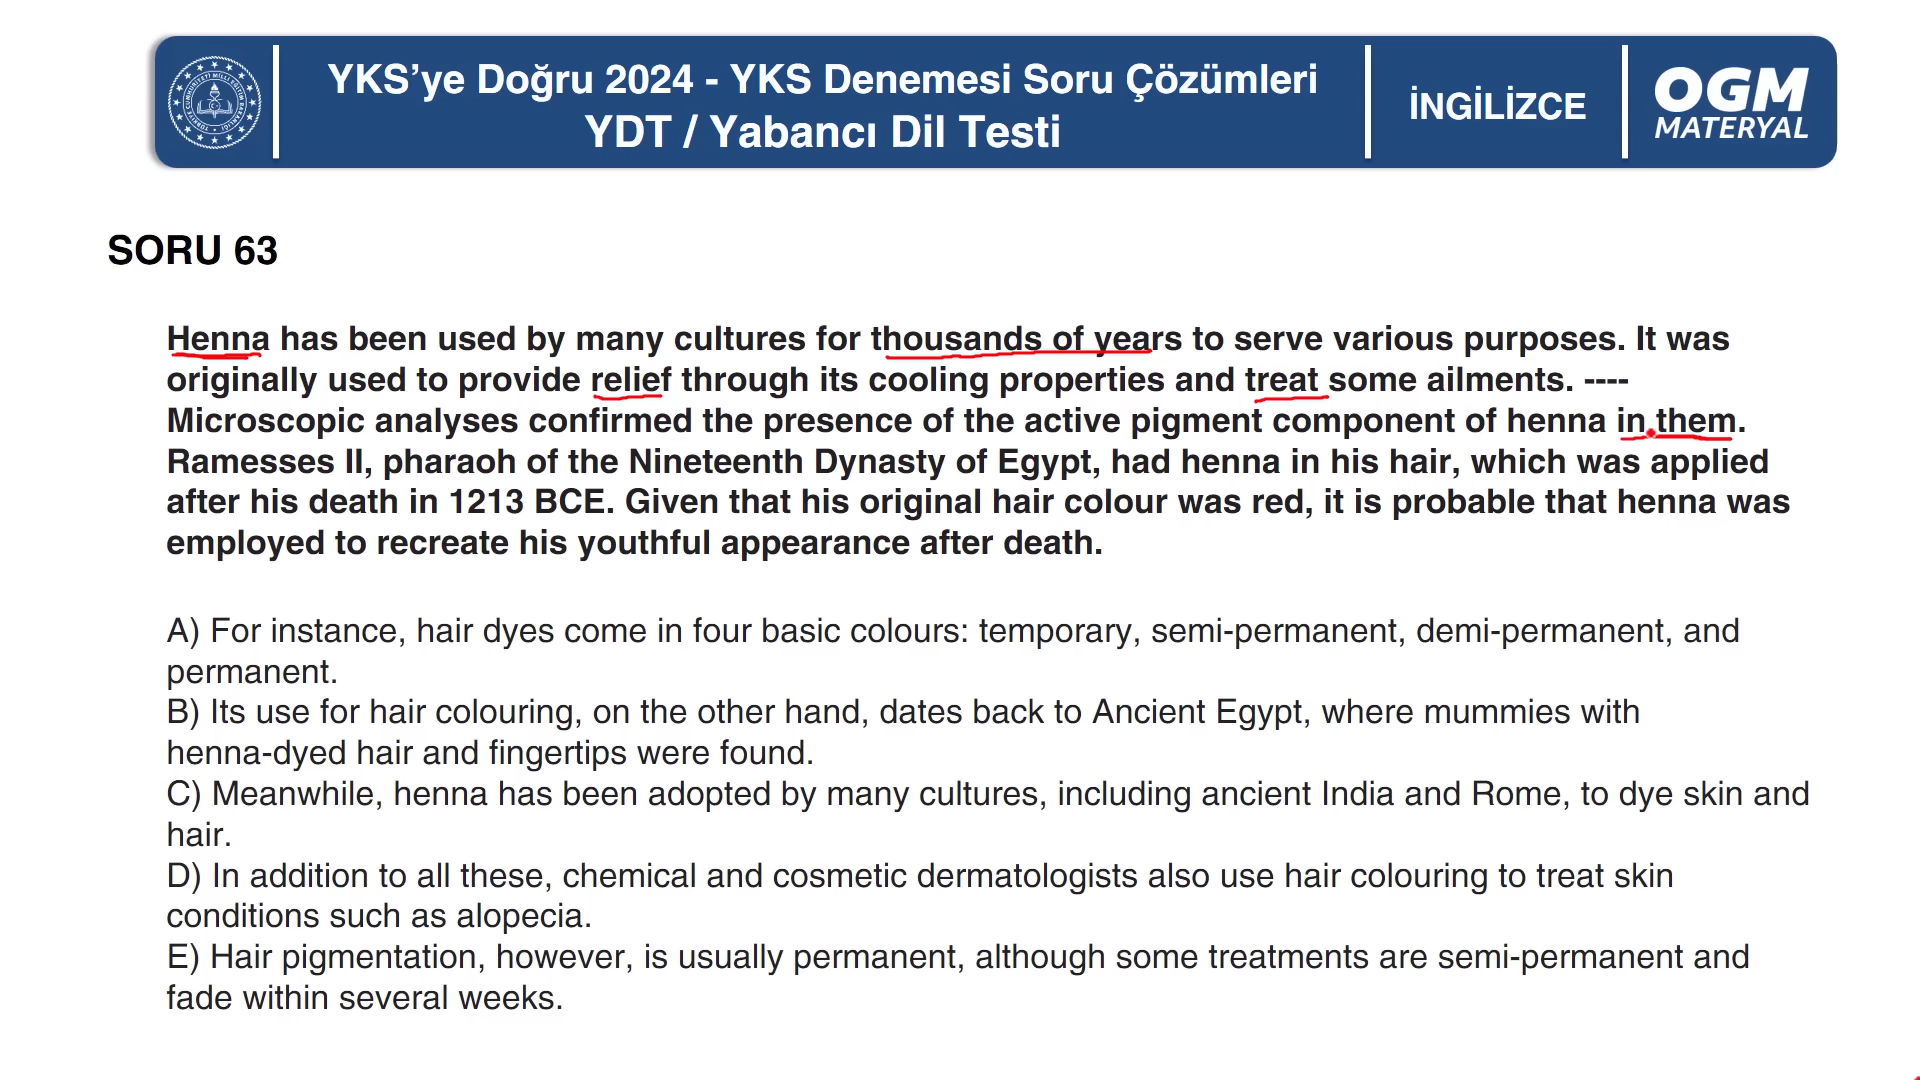 YKS’ye Doğru 2024 - YKS Denemesi Soru Çözümleri
YDT / Yabancı Dil Testi
İNGİLİZCE
OGM
MATERYAL
SORU 63
Henna has been used by many cultures for thousands of years to serve various purposes. It was
originally used to provide relief through its cooling properties and treat some ailments. ----
Microscopic analyses confirmed the presence of the active pigment component of henna in them.
Ramesses II, pharaoh of the Nineteenth Dynasty of Egypt, had henna in his hair, which was applied
after his death in 1213 BCE. Given that his original hair colour was red, it is probable that henna was
employed to recreate his youthful appearance after death.
A) For instance, hair dyes come in four basic colours: temporary, semi-permanent, demi-permanent, and
permanent.
B) Its use for hair colouring, on the other hand, dates back to Ancient Egypt, where mummies with
henna-dyed hair and fingertips were found.
C) Meanwhile, henna has been adopted by many cultures, including ancient India and Rome, to dye skin and
hair.
D) In addition to all these, chemical and cosmetic dermatologists also use hair colouring to treat skin
conditions such as alopecia.
E) Hair pigmentation, however, is usually permanent, although some treatments are semi-permanent and
fade within several weeks.